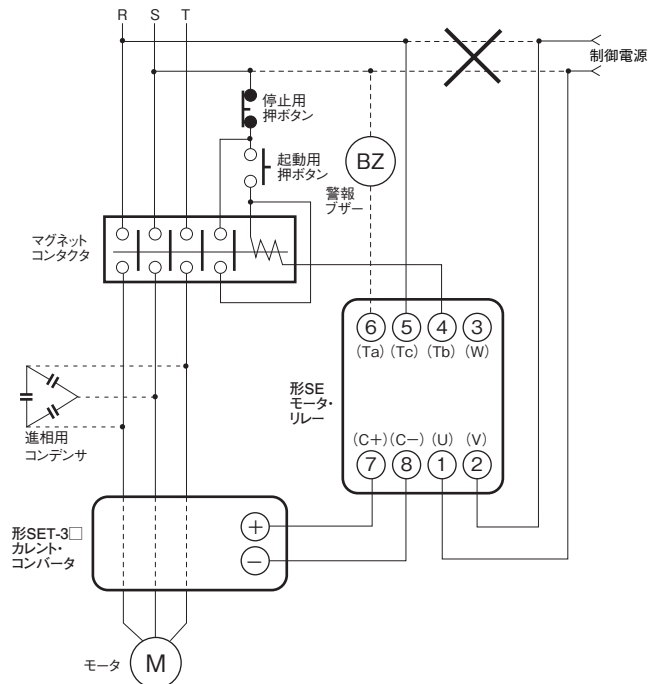 R S T
制御電源
停止用
押ボタン
起動用
押ボタン
BZ
警報
ブザー
マグネット
コンタクタ
6 5 4 3
(Ta) (Tc) (Tb) (W)
形SE
モータ・
リレー
(C+) (C−) (U) (V)
7 8 1 2
進相用
コンデンサ
形SET-3□
カレント・
コンバータ
+
−
モータ
M